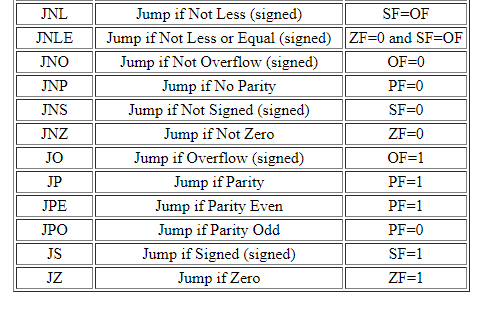 JNL Jump if Not Less (signed) SF=OF
JNLE Jump if Not Less or Equal (signed) ZF=0 and SF=OF
JNO Jump if Not Overflow (signed) OF=0
JNP Jump if No Parity PF=0
JNS Jump if Not Signed (signed) SF=0
JNZ Jump if Not Zero ZF=0
JO Jump if Overflow (signed) OF=1
JP Jump if Parity PF=1
JPE Jump if Parity Even PF=1
JPO Jump if Parity Odd PF=0
JS Jump if Signed (signed) SF=1
JZ Jump if Zero ZF=1